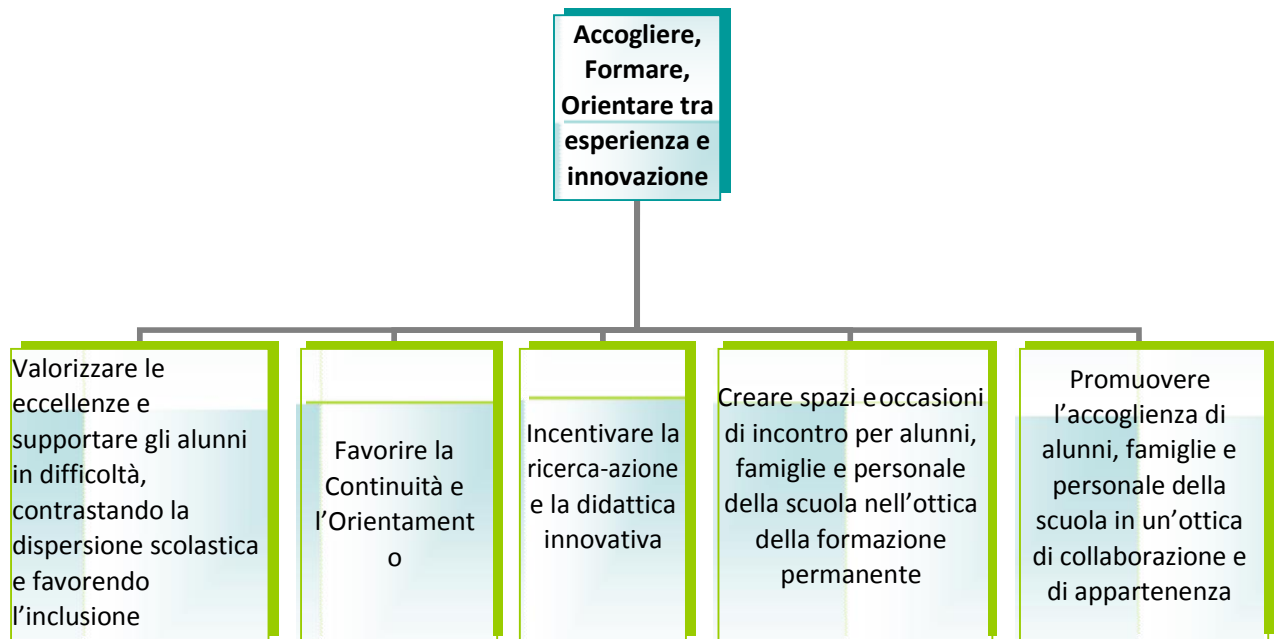 Accogliere,
Formare,
Orientare tra
esperienza e
innovazione
Valorizzare le
eccellenze e
supportare gli alunni
in difficoltà,
contrastando la
dispersione scolastica
e favorendo
l’inclusione
Favorire la
Continuità e
l’Orientament
o
Incentivare la
ricerca-azione
e la didattica
innovativa
Creare spazi e occasioni
di incontro per alunni,
famiglie e personale
della scuola nell’ottica
della formazione
permanente
Promuovere
l’accoglienza di
alunni, famiglie e
personale della
scuola in un’ottica
di collaborazione e
di appartenenza